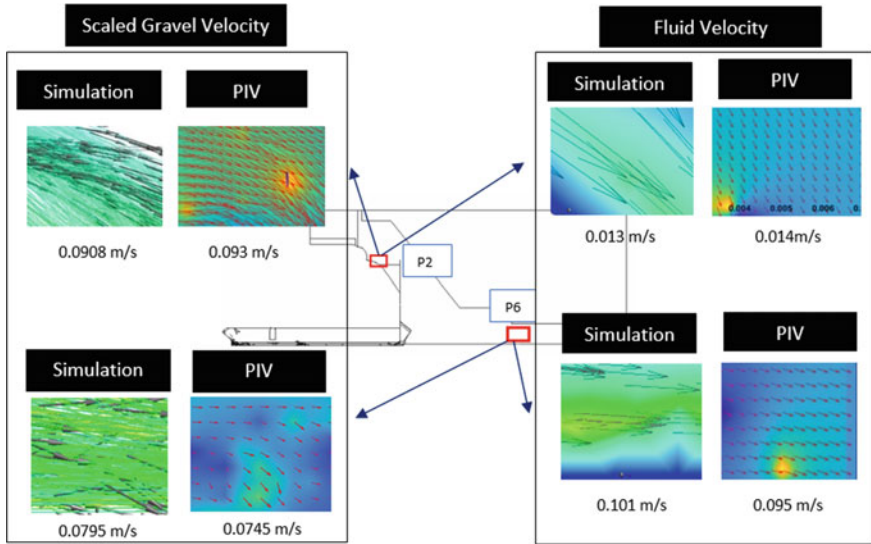 Scaled Gravel Velocity
Fluid Velocity
Simulation
PIV
Simulation
PIV
0.0908 m/s
0.093 m/s
0.004 0.005 0.006 0.
0.013 m/s
0.014m/s
P2
P6
Simulation
PIV
Simulation
PIV
0.0795 m/s
0.0745 m/s
0.101 m/s
0.095 m/s